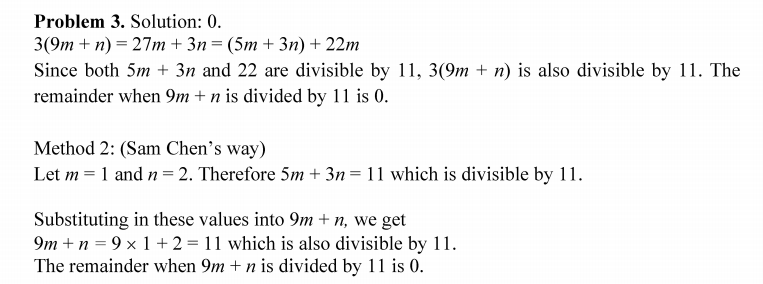 Problem 3. Solution: 0.
3(9m + n) = 27m + 3n = (5m + 3n) + 22m
Since both 5m + 3n and 22 are divisible by 11, 3(9m + n) is also divisible by 11. The
remainder when 9m + n is divided by 11 is 0.
Method 2: (Sam Chen's way)
Let m = 1 and n = 2. Therefore 5m + 3n = 11 which is divisible by 11.
Substituting in these values into 9m + n, we get
9m + n = 9 × 1 + 2 = 11 which is also divisible by 11.
The remainder when 9m + n is divided by 11 is 0.